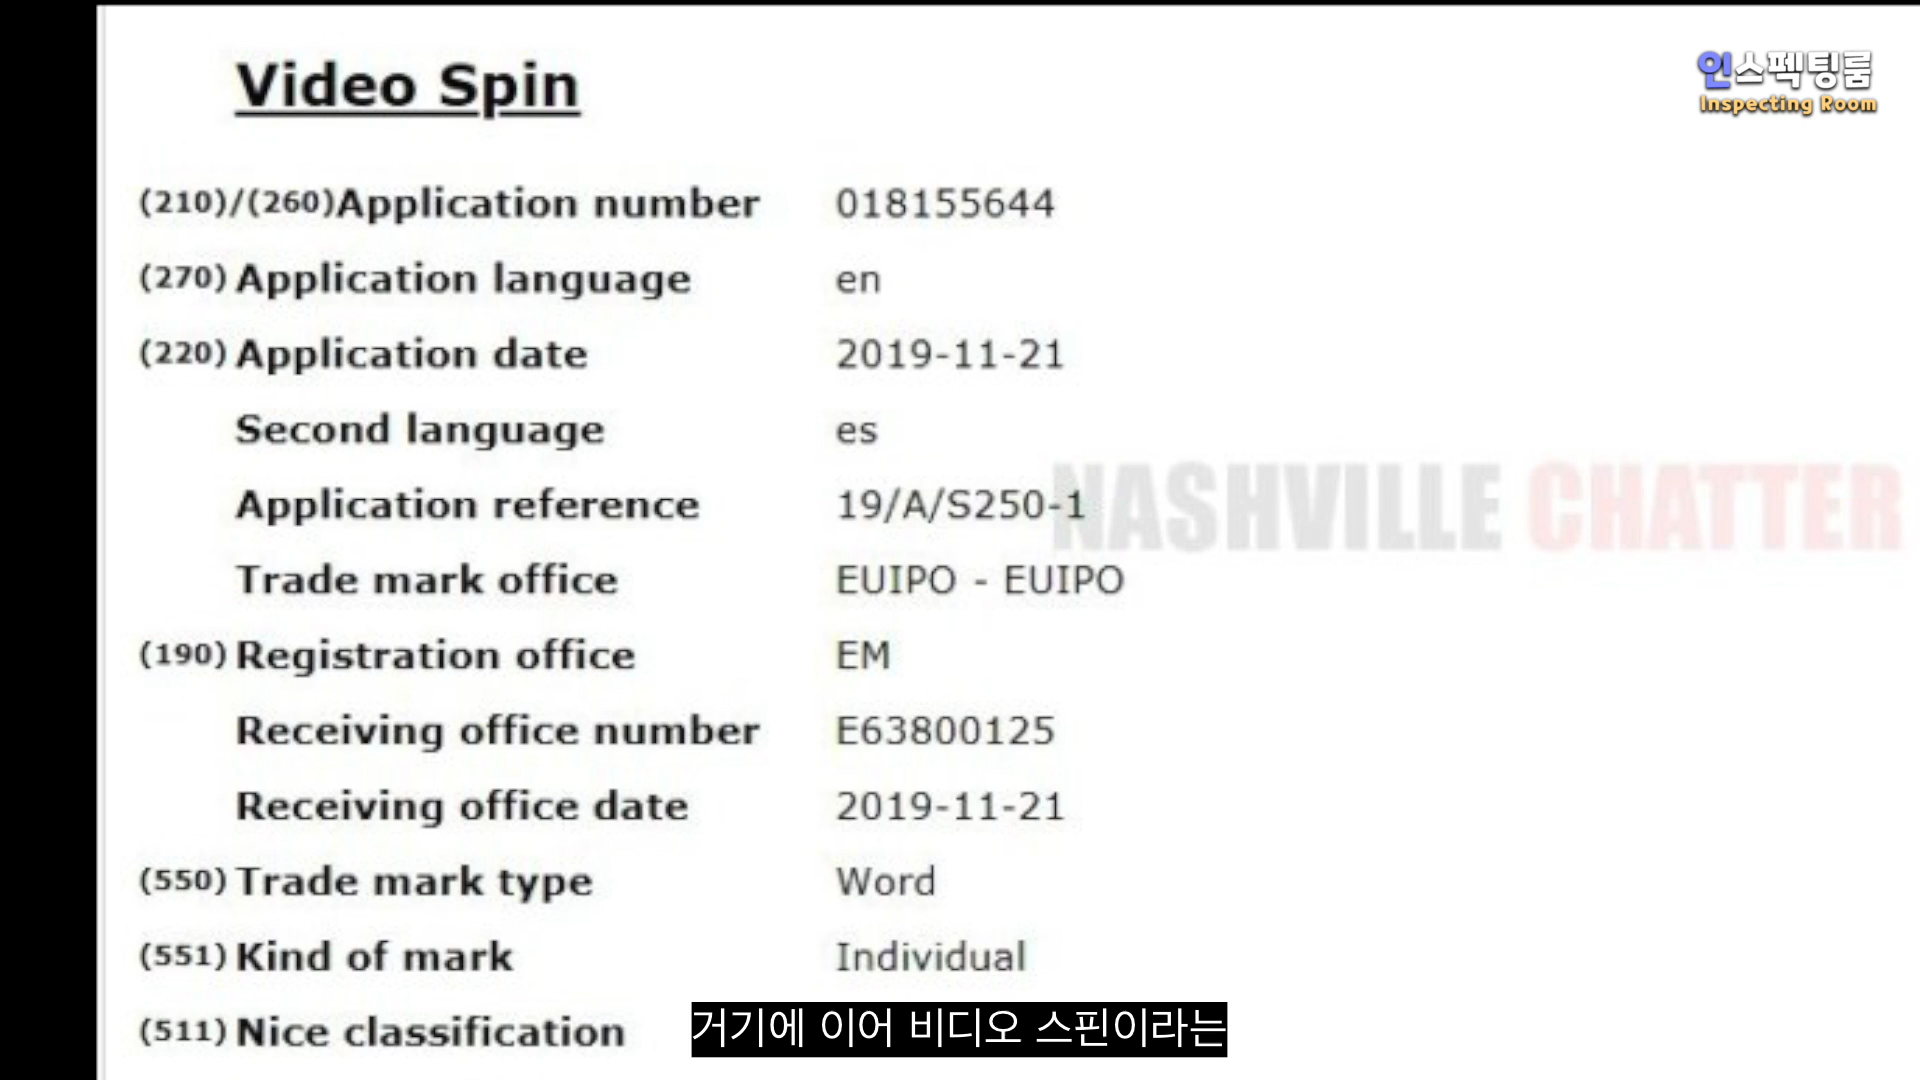 Video Spin
인스펙팅룸
Inspecting Room
(210)/(260)Application number 018155644
(270) Application language en
(220) Application date 2019-11-21
Second language es
Application reference 19/A/S250-1
NASHVILLE CHATTER
Trade mark office EUIPO - EUIPO
(190) Registration office EM
Receiving office number E63800125
Receiving office date 2019-11-21
(550) Trade mark type Word
(551) Kind of mark Individual
(511) Nice classification
거기에 이어 비디오 스핀이라는